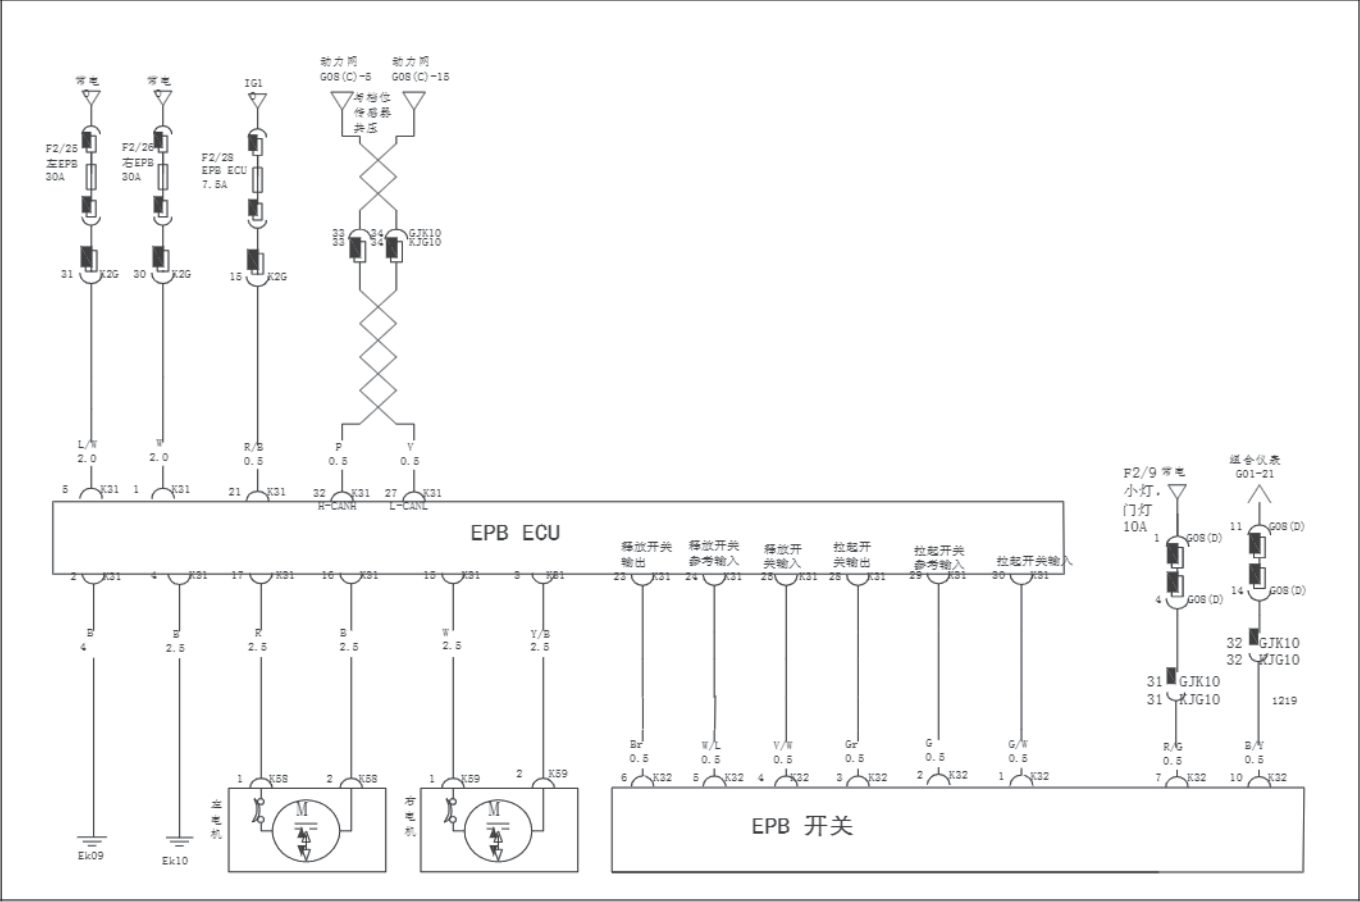 常电
常电
IG1
动力网
G08(C)-5
动力网
G08(C)-15
与档位
传感器
共压
F2/25
左EPB
30A
F2/26
右EPB
30A
F2/28
EPB ECU
7.5A
33
33
34
34
GJK10
KJG10
31
K2G
30
K2G
15
K2G
L/W
2.0
W
2.0
R/B
0.5
P
0.5
V
0.5
5
K31
1
K31
21
K31
32
K31
H-CANH
27
K31
L-CANL
EPB ECU
释放开关
输出
释放开关
参考输入
释放开
关输入
拉起开
关输出
拉起开关
参考输入
拉起开关输入
2
K31
4
K31
17
K31
16
K31
15
K31
3
K31
23
K31
24
K31
25
K31
28
K31
29
K31
30
K31
B
4
B
2.5
R
2.5
B
2.5
W
2.5
Y/B
2.5
Br
0.5
W/L
0.5
V/W
0.5
Gr
0.5
G
0.5
G/W
0.5
6
K32
5
K32
4
K32
3
K32
2
K32
1
K32
F2/9 常电
小灯,
门灯
10A
1
G08(D)
4
G08(D)
31 GJK10
31 KJG10
R/G
0.5
7
K32
组合仪表
G01-21
11
G08(D)
14
G08(D)
32 GJK10
32 KJG10
1219
B/Y
0.5
10
K32
1
K58
2
K58
1
K59
2
K59
M
M
EPB 开关
Ek09
Ek10